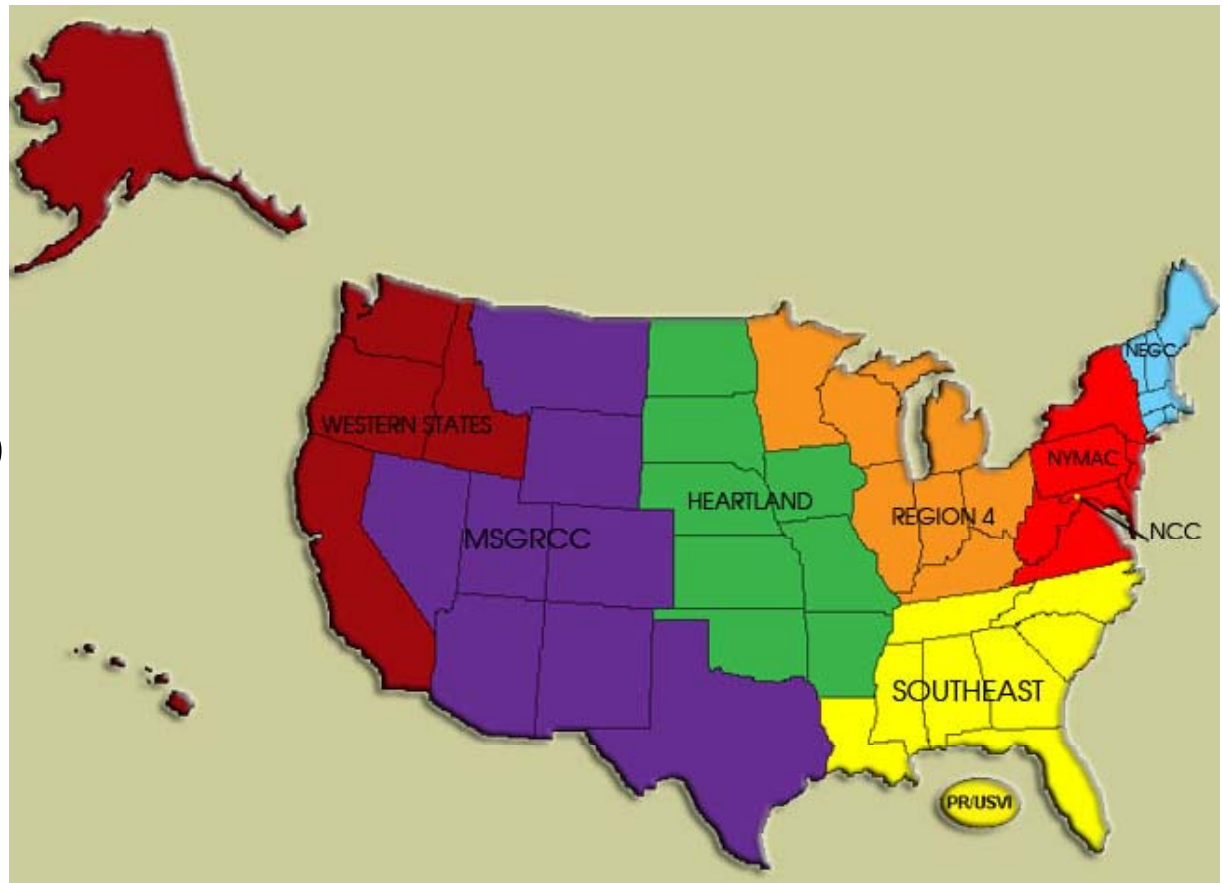 NEGC
WESTERN STATES
NYMAC
HEARTLAND
REGION 4
MSGRCC
NCC
SOUTHEAST
PR/USVI
)